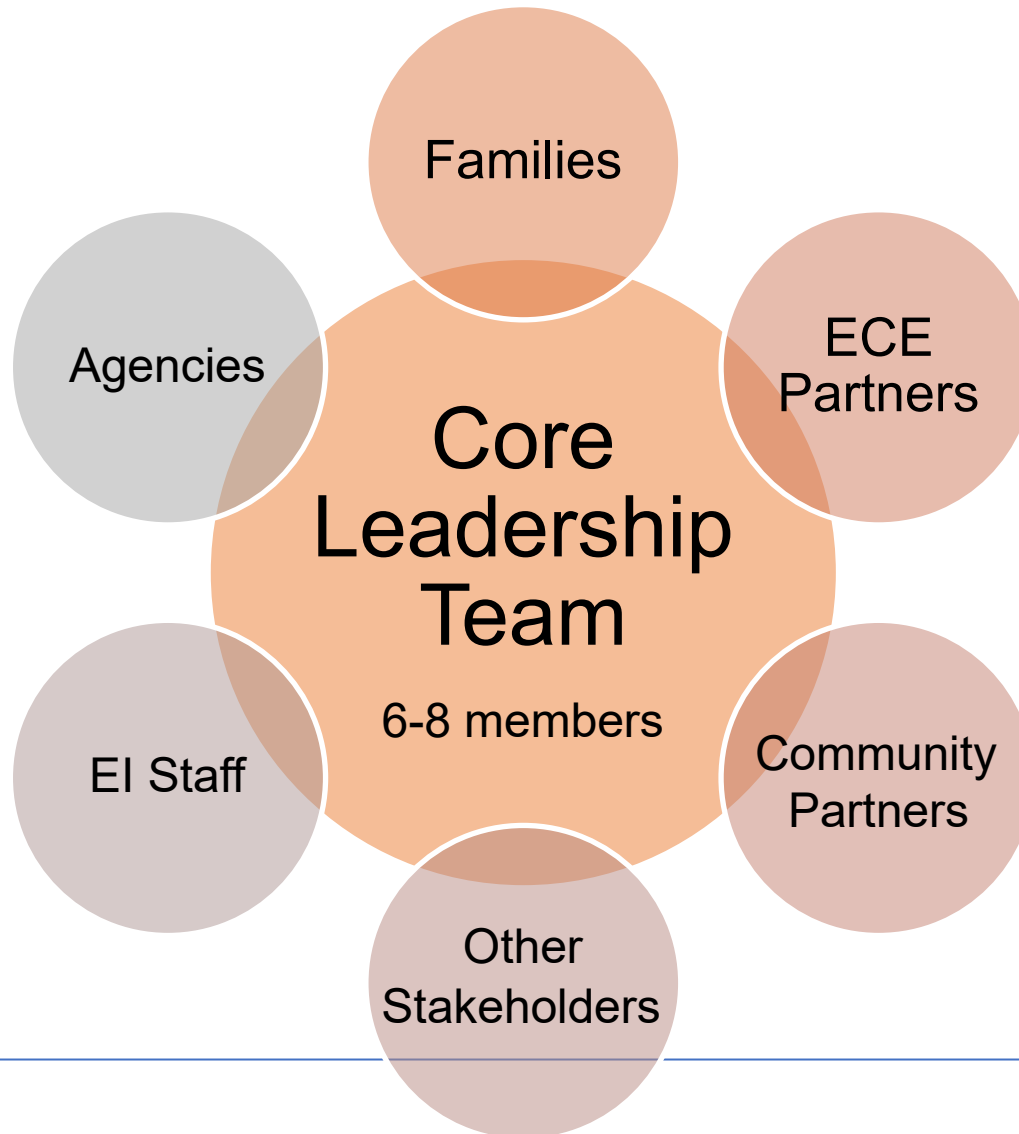 Families
Agencies
ECE
Partners
Core
Leadership
Team
6-8 members
EI Staff
Community
Partners
Other
Stakeholders